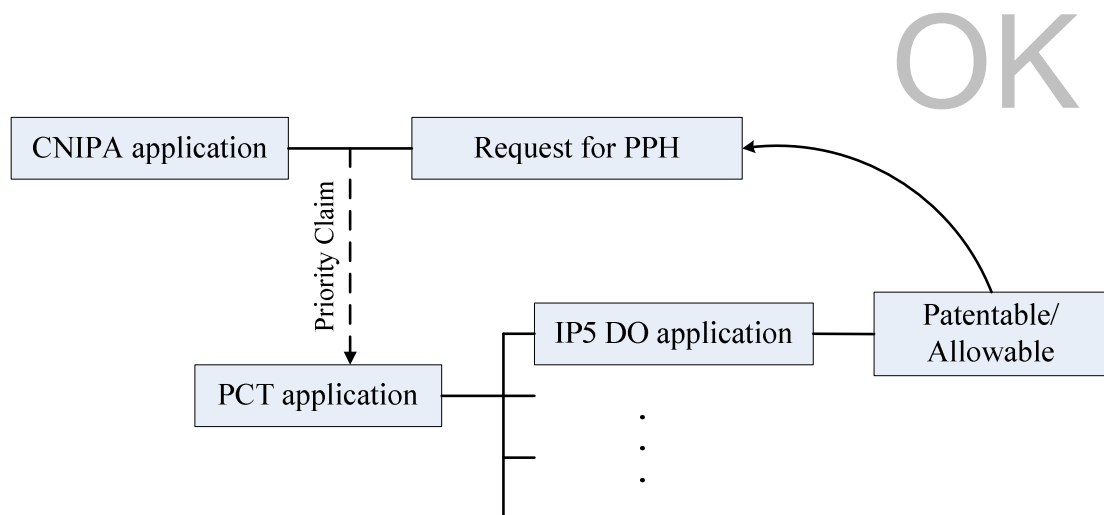 OK
CNIPA application
Request for PPH
Priority Claim
IP5 DO application
Patentable/
Allowable
PCT application